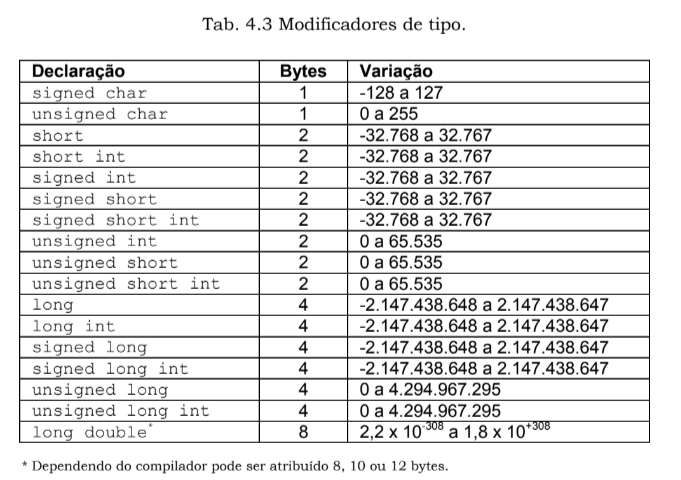 Tab. 4.3 Modificadores de tipo.
Declaração Bytes Variação
signed char 1 -128 a 127
unsigned char 1 0 a 255
short 2 -32.768 a 32.767
short int 2 -32.768 a 32.767
signed int 2 -32.768 a 32.767
signed short 2 -32.768 a 32.767
signed short int 2 -32.768 a 32.767
unsigned int 2 0 a 65.535
unsigned short 2 0 a 65.535
unsigned short int 2 0 a 65.535
long 4 -2.147.438.648 a 2.147.438.647
long int 4 -2.147.438.648 a 2.147.438.647
signed long 4 -2.147.438.648 a 2.147.438.647
signed long int 4 -2.147.438.648 a 2.147.438.647
unsigned long 4 0 a 4.294.967.295
unsigned long int 4 0 a 4.294.967.295
long double* 8 2,2 x 10-308 a 1,8 x 10+308
* Dependendo do compilador pode ser atribuído 8, 10 ou 12 bytes.